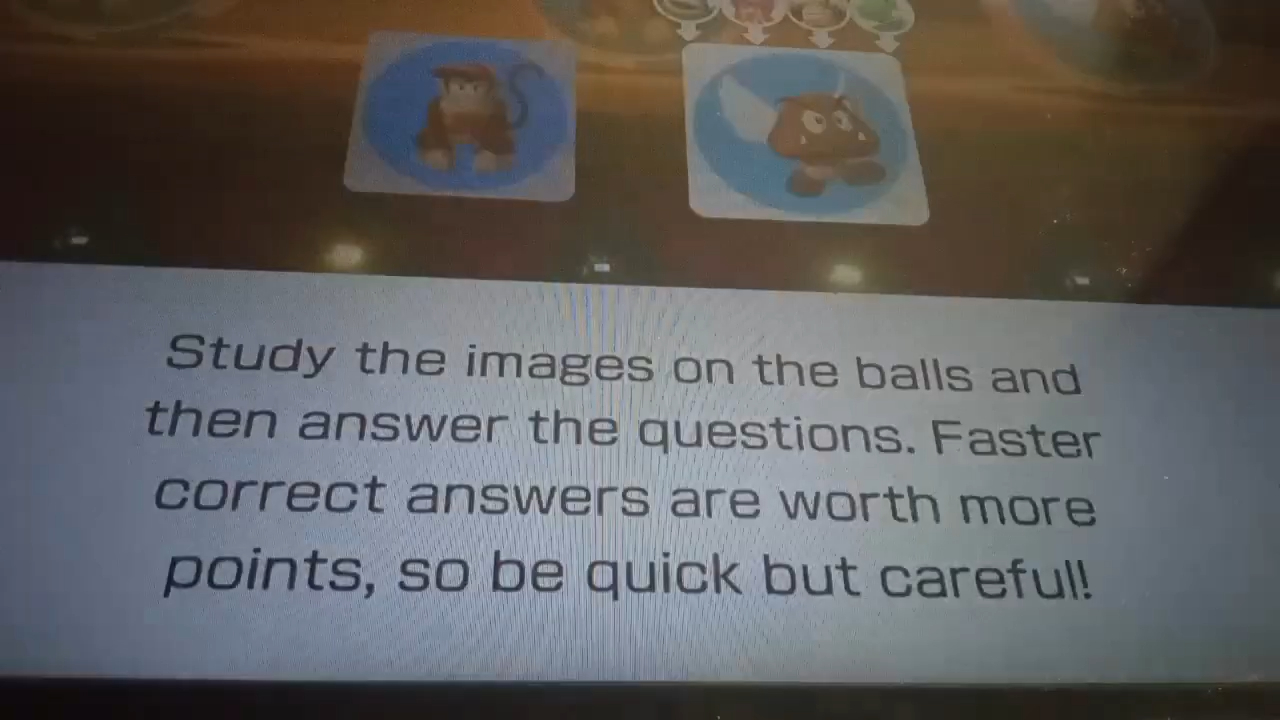 Study the images on the balls and
then answer the questions. Faster
correct answers are worth more
points, so be quick but careful!